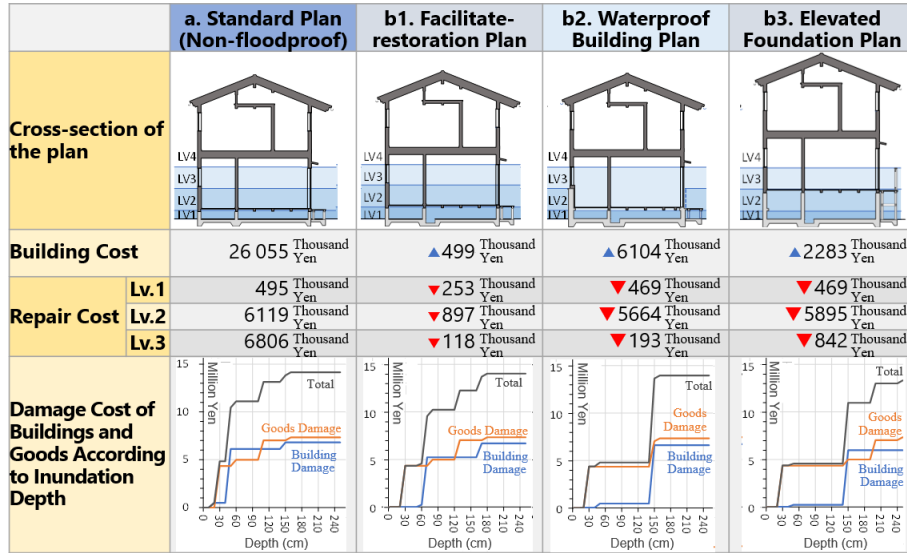 a. Standard Plan
(Non-floodproof)
b1. Facilitate-
restoration Plan
b2. Waterproof
Building Plan
b3. Elevated
Foundation Plan
Cross-section of
the plan
LV4
LV3
LV2
LV1
LV4
LV3
LV2
LV1
LV4
LV3
LV2
LV1
LV4
LV3
LV2
LV1
Building Cost
26 055 Thousand Yen
▲499 Thousand Yen
▲6104 Thousand Yen
▲2283 Thousand Yen
Repair Cost
Lv.1
495 Thousand Yen
▼253 Thousand Yen
▼469 Thousand Yen
▼469 Thousand Yen
Lv.2
6119 Thousand Yen
▼897 Thousand Yen
▼5664 Thousand Yen
▼5895 Thousand Yen
Lv.3
6806 Thousand Yen
▼118 Thousand Yen
▼193 Thousand Yen
▼842 Thousand Yen
Damage Cost of
Buildings and
Goods According
to Inundation
Depth
Million Yen
15
10
5
0
Total
Goods Damage
Building
Damage
0 30 60 90 120 150 180 210 240
Depth (cm)
Million Yen
15
10
5
0
Total
Goods Damage
Building
Damage
0 30 60 90 120 150 180 210 240
Depth (cm)
Million Yen
15
10
5
0
Total
Goods
Damage
Building
Damage
0 30 60 90 120 150 180 210 240
Depth (cm)
Million Yen
15
10
5
0
Total
Goods
Damage
Building
Damage
0 30 60 90 120 150 180 210 240
Depth (cm)